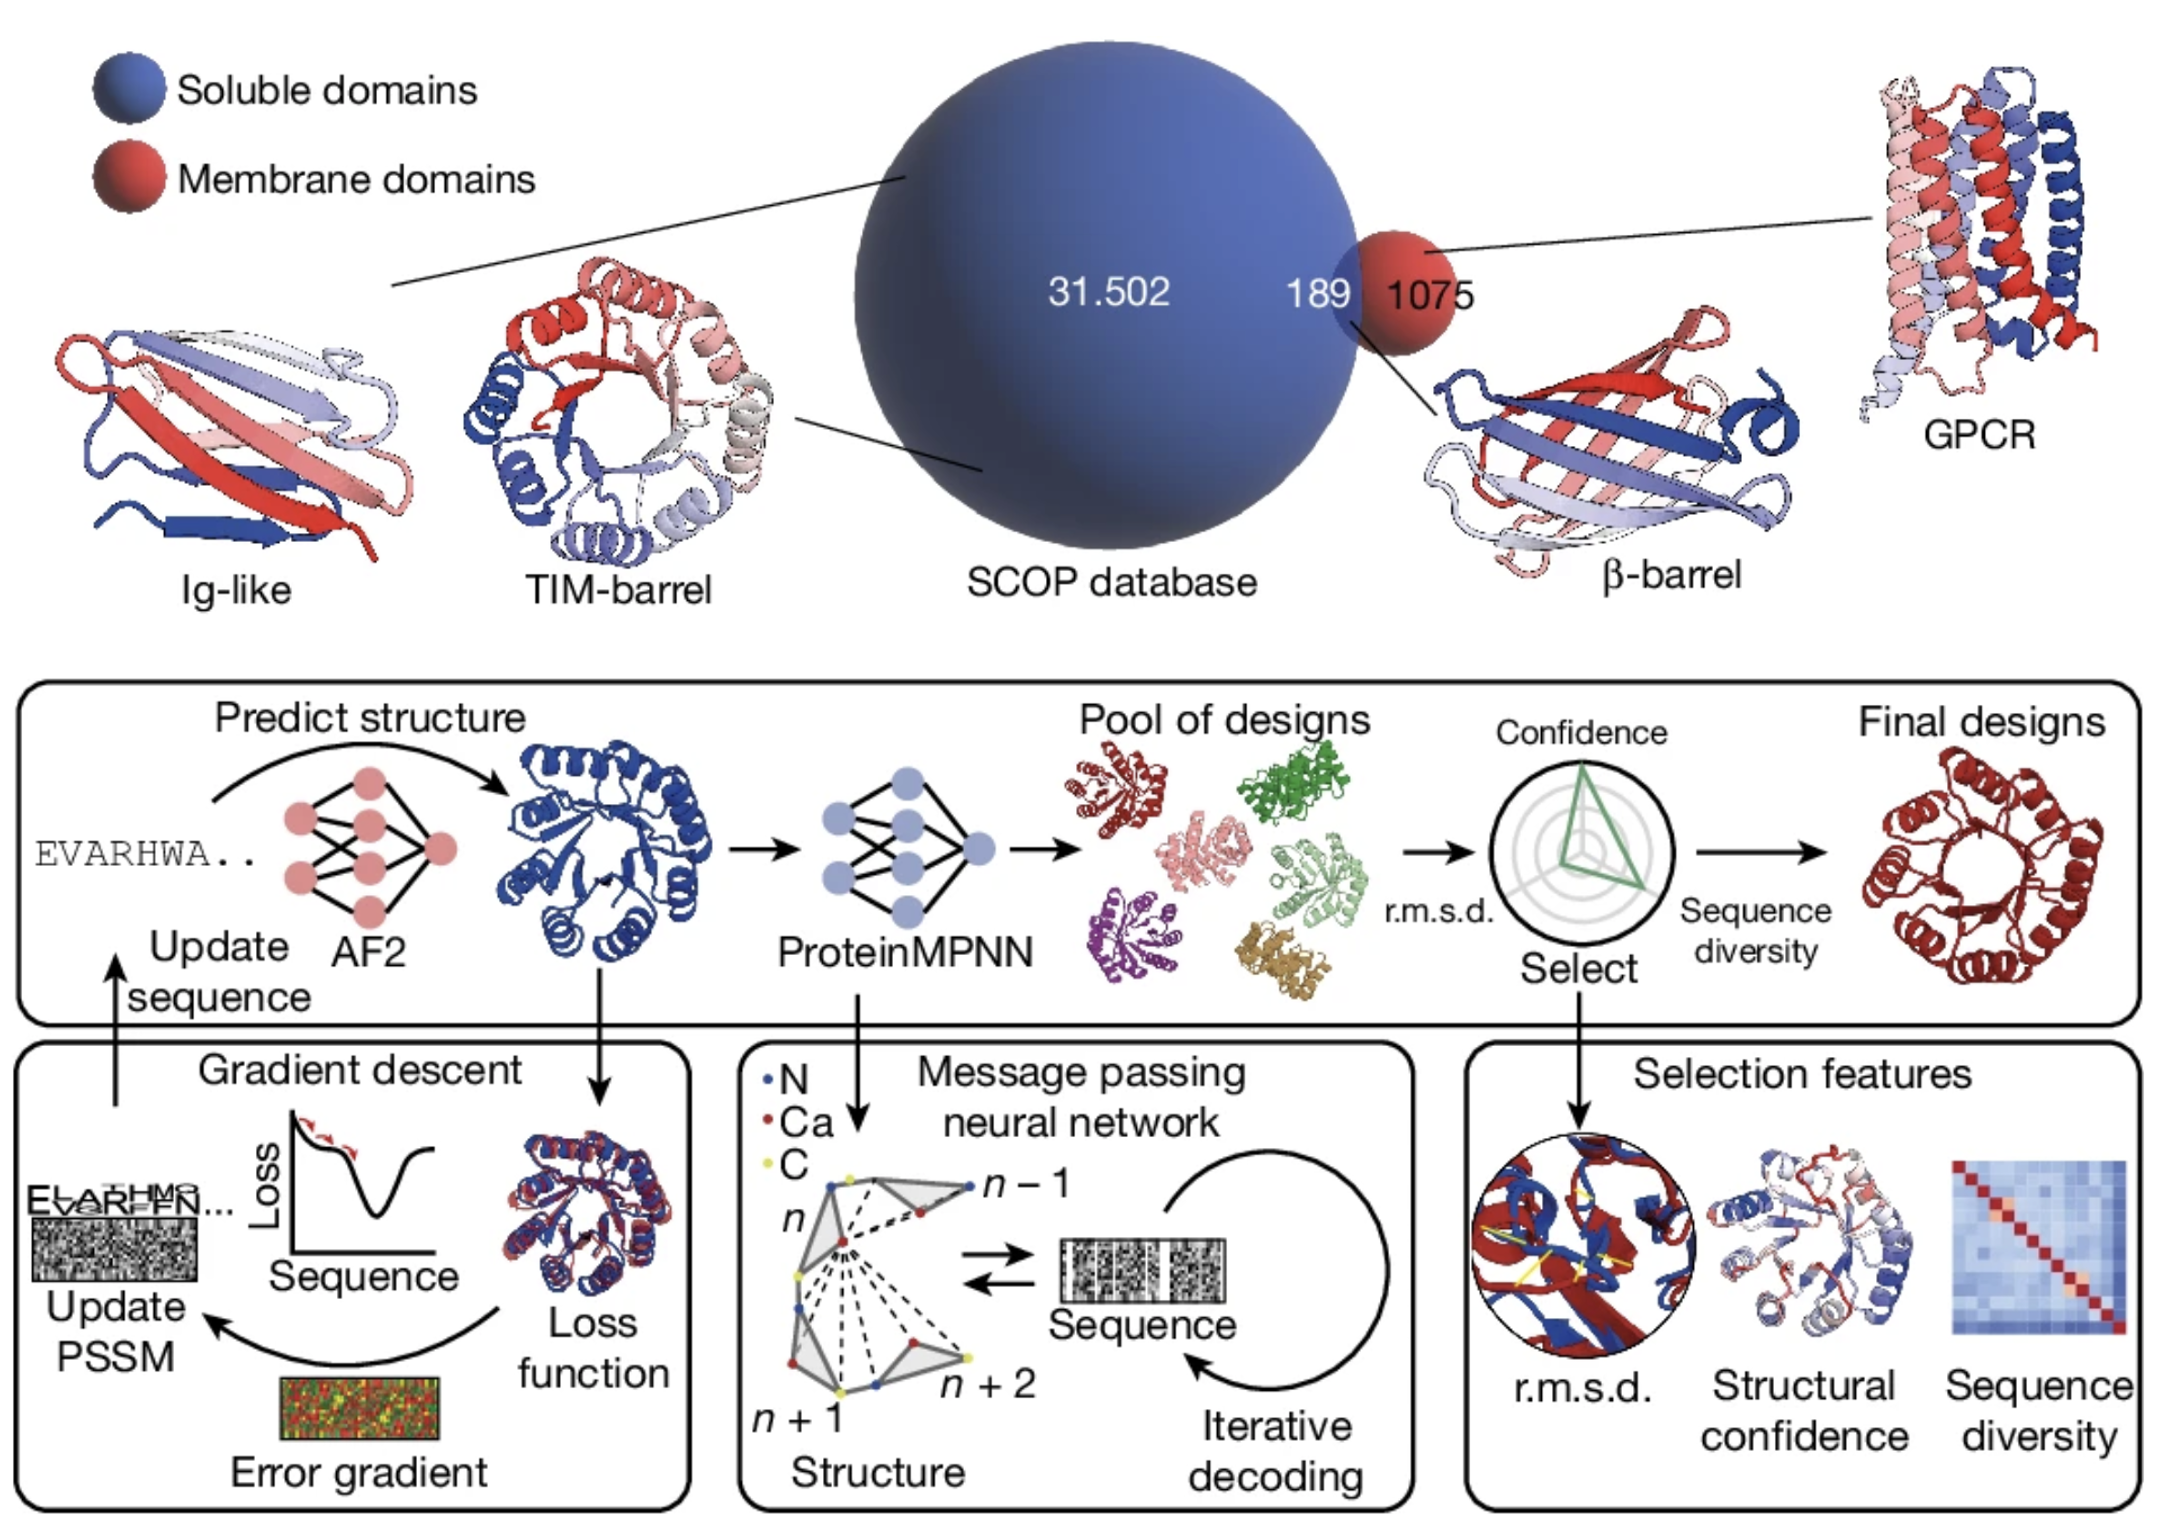 Soluble domains
Membrane domains
31.502
189
1075
GPCR
Ig-like
TIM-barrel
SCOP database
β-barrel
Predict structure
EVARHWA..
AF2
Update
sequence
ProteinMPNN
Pool of designs
Confidence
r.m.s.d.
Sequence
diversity
Select
Final designs
Gradient descent
Loss
Sequence
Update
PSSM
Loss
function
Error gradient
N
Ca
C
Message passing
neural network
n − 1
n
n + 1
n + 2
Structure
Sequence
Iterative
decoding
Selection features
r.m.s.d.
Structural
confidence
Sequence
diversity